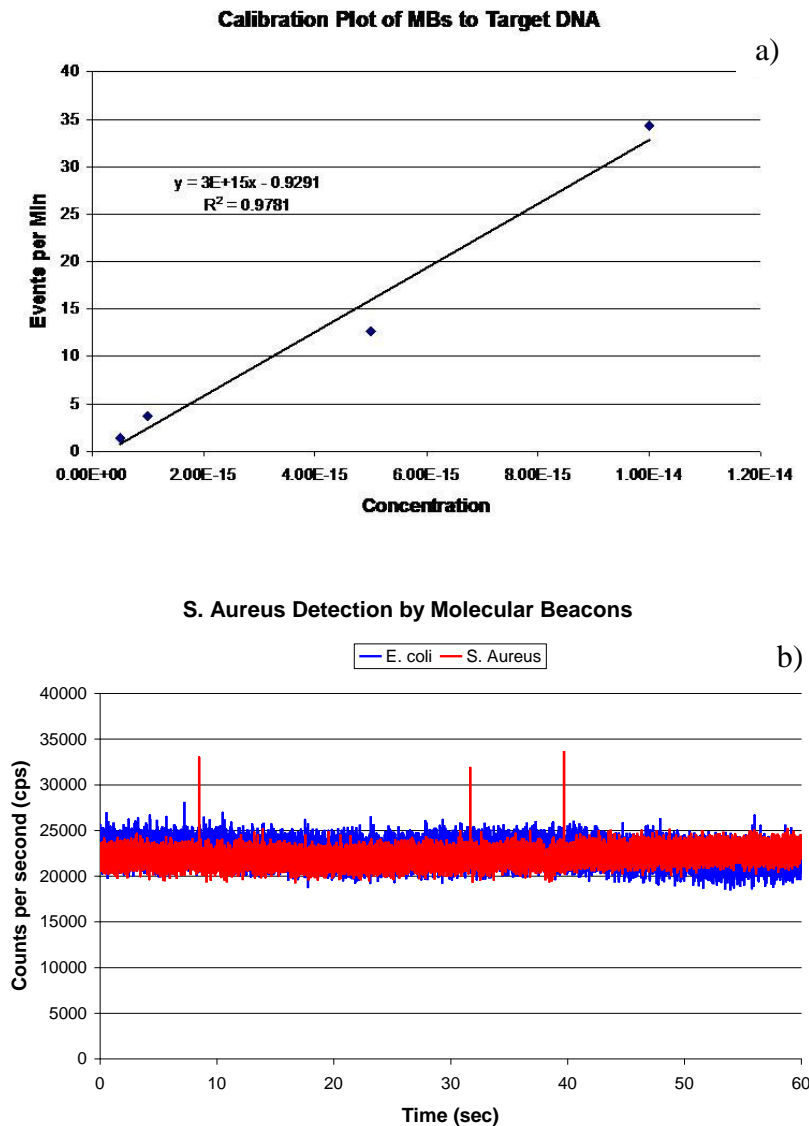 Calibration Plot of MBs to Target DNA
a)
40
35
30
25
20
15
10
5
0
y = 3E+15x - 0.9291
R² = 0.9781
Events per Min
0.00E+00 2.00E-15 4.00E-15 6.00E-15 8.00E-15 1.00E-14 1.20E-14
Concentration
S. Aureus Detection by Molecular Beacons
E. coli S. Aureus
b)
40000
35000
30000
25000
20000
15000
10000
5000
0
Counts per second (cps)
0 10 20 30 40 50 60
Time (sec)